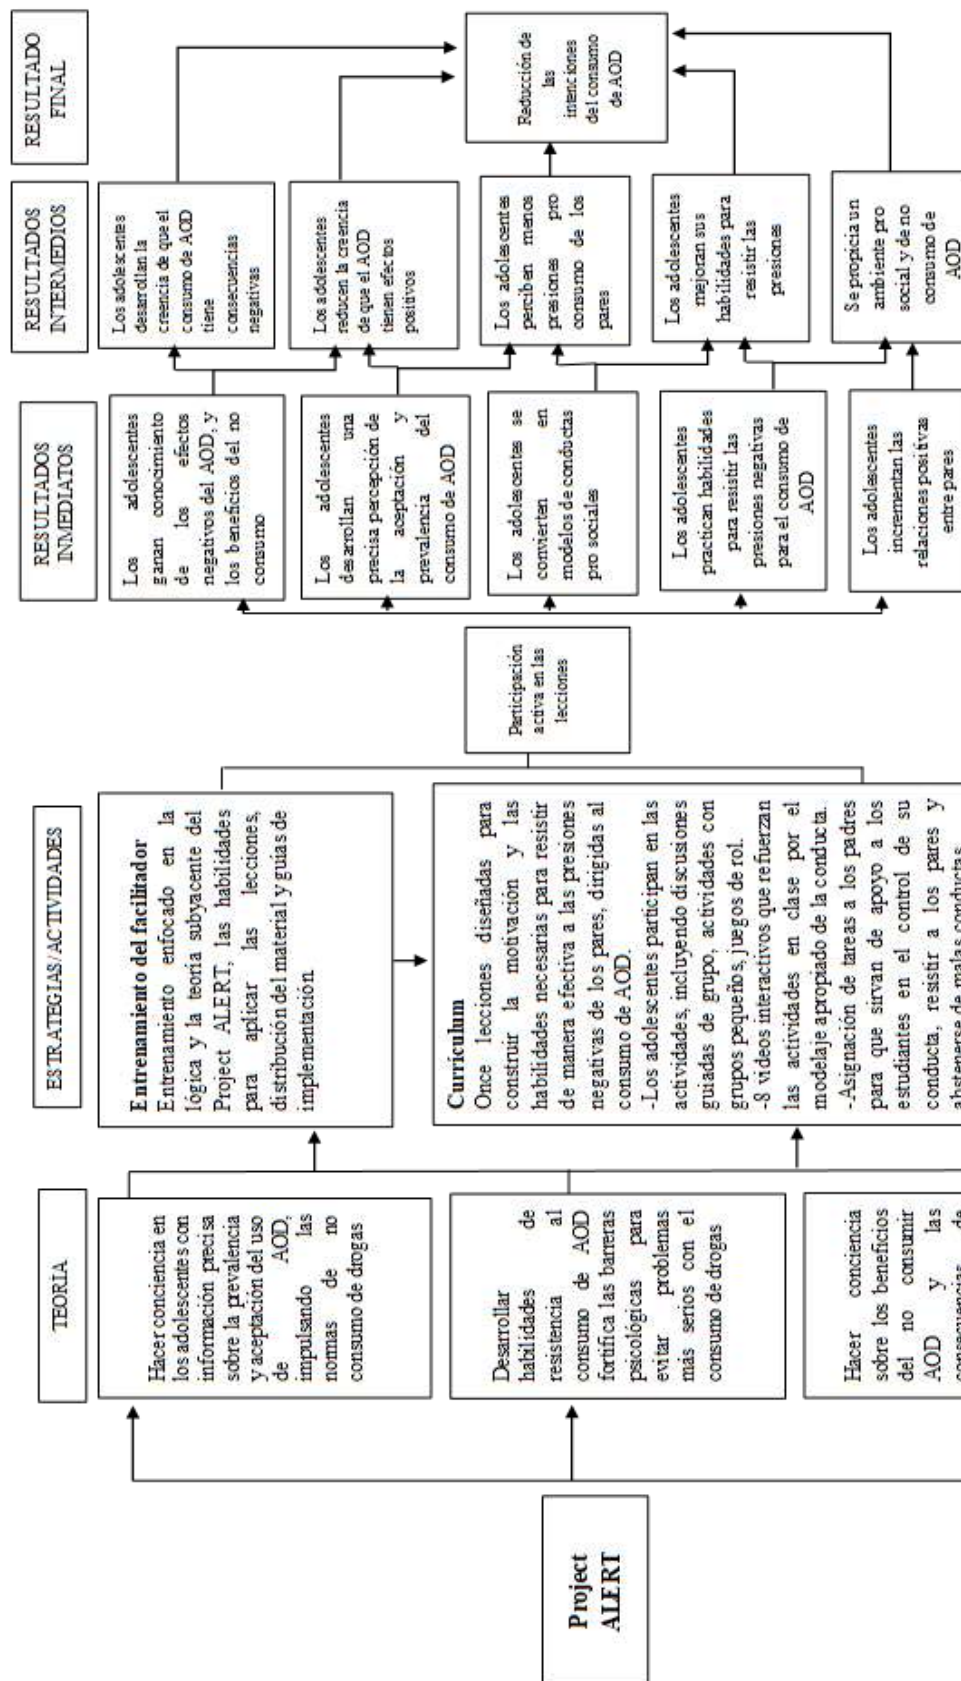 TEORIA
ESTRATEGIAS/ACTIVIDADES
RESULTADOS
INMEDIATOS
RESULTADOS
INTERMEDIOS
RESULTADO
FINAL
Project
ALERT
Hacer conciencia en
los adolescentes con
información precisa
sobre la prevalencia
y aceptación del uso
de AOD,
impulsando las
normas de no
consumo de drogas
Desarrollar
habilidades de
resistencia al
consumo de AOD
fortifica las barreras
psicológicas para
evitar problemas
más serios con el
consumo de drogas
Hacer conciencia
sobre los beneficios
del no consumir
AOD y las
consecuencias de
Entrenamiento del facilitador
Entrenamiento enfocado en la
lógica y la teoría subyacente del
Project ALERT, las habilidades
para aplicar las lecciones,
distribución del material y guías de
implementación
Currículum
Once lecciones diseñadas para
construir la motivación y las
habilidades necesarias para resistir
de manera efectiva a las presiones
negativas de los pares, dirigidas al
consumo de AOD.
-Los adolescentes participan en las
actividades, incluyendo discusiones
guiadas de grupo, actividades con
grupos pequeños, juegos de rol.
-8 videos interactivos que refuerzan
las actividades en clase por el
modelaje apropiado de la conducta.
-Asignación de tareas a los padres
para que sirvan de apoyo a los
estudiantes en el control de su
conducta, resistir a los pares y
abstenerse de malas conductas
Participación
activa en las
lecciones
Los adolescentes
ganan conocimiento
de los efectos
negativos del AOD, y
los beneficios del no
consumo
Los adolescentes
desarrollan una
precisa percepción de
la aceptación y
prevalencia del
consumo de AOD
Los adolescentes se
convierten en
modelos de conductas
pro sociales
Los adolescentes
practican habilidades
para resistir las
presiones negativas
para el consumo de
AOD
Los adolescentes
incrementan las
relaciones positivas
entre pares
Los adolescentes
desarrollan la
creencia de que el
consumo de AOD
tiene
consecuencias
negativas
Los adolescentes
reducen la creencia
de que el AOD
tienen efectos
positivos
Los adolescentes
perciben menos
presiones pro
consumo de los
pares
Los adolescentes
mejoran sus
habilidades para
resistir las
presiones
Se propicia un
ambiente pro
social y de no
consumo de
AOD
Reducción de
las
intenciones
del consumo
de AOD